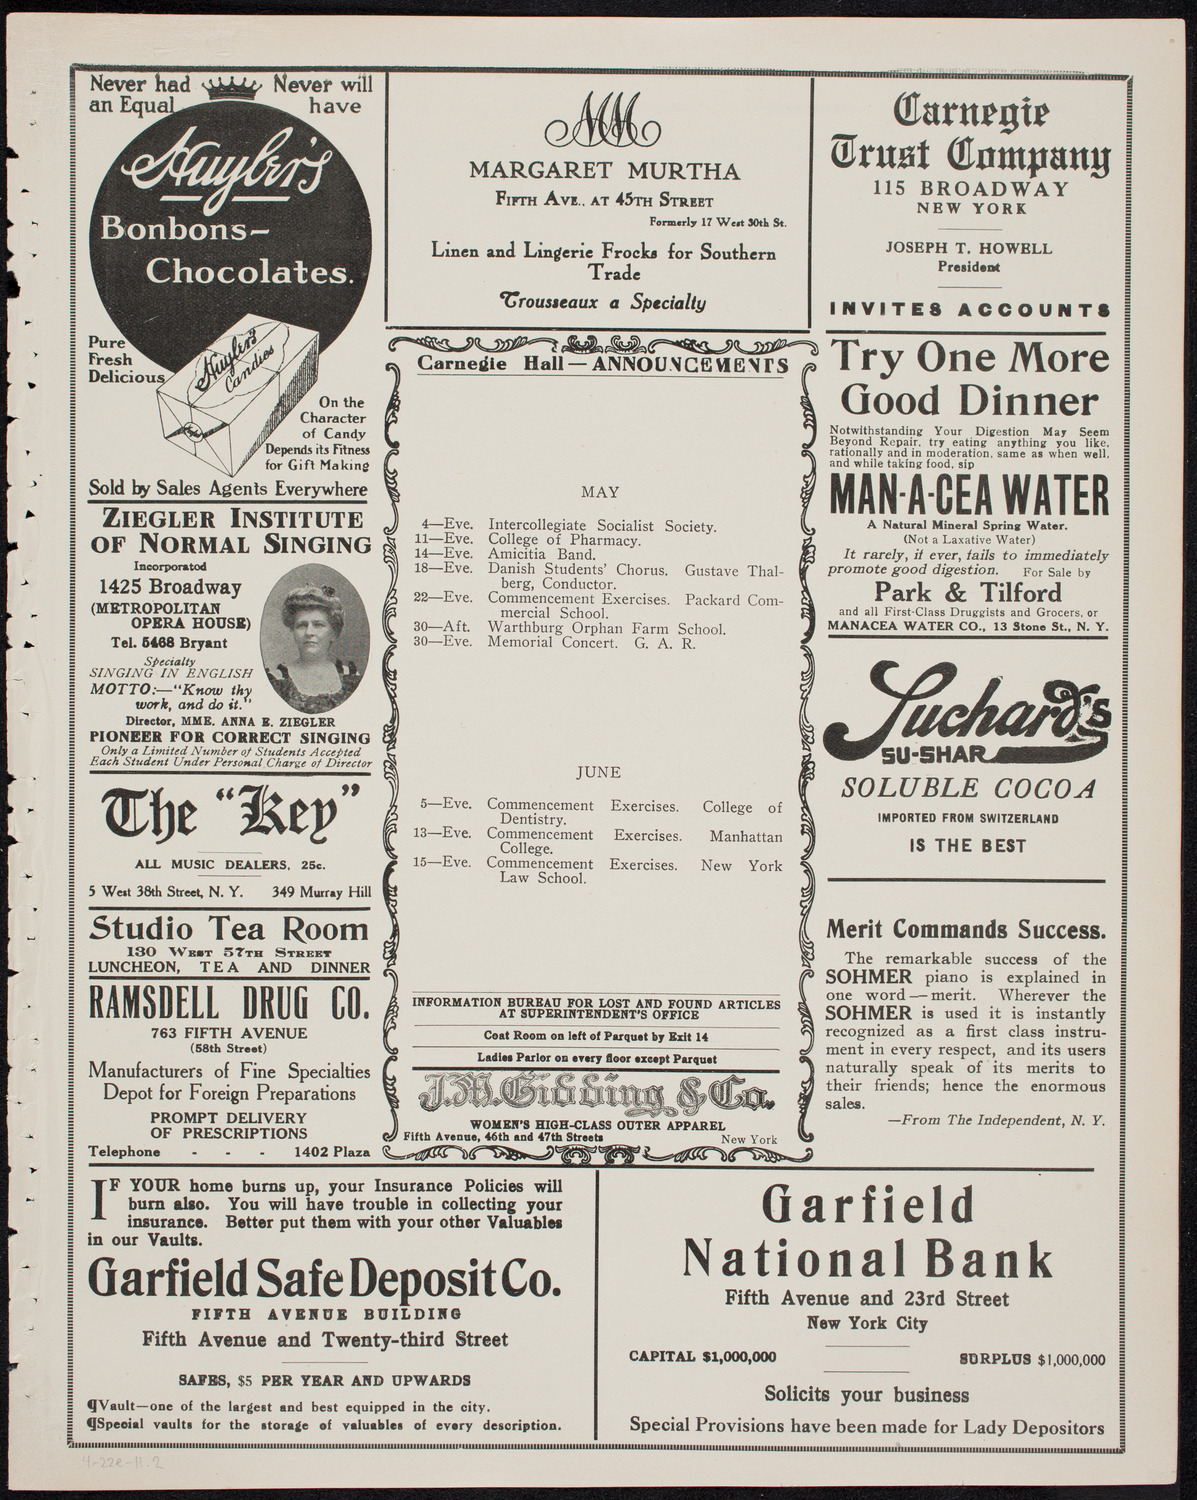 Never had an Equal
Never will have
Huyler's
Bonbons-
Chocolates.
Pure
Fresh
Delicious
Huyler's
Candies
On the
Character
of Candy
Depends its Fitness
for Gift Making
Sold by Sales Agents Everywhere
ZIEGLER INSTITUTE
OF NORMAL SINGING
Incorporated
1425 Broadway
(METROPOLITAN
OPERA HOUSE)
Tel. 5468 Bryant
Specialty
SINGING IN ENGLISH
MOTTO:—"Know thy
work, and do it."
Director, MME. ANNA E. ZIEGLER
PIONEER FOR CORRECT SINGING
Only a Limited Number of Students Accepted
Each Student Under Personal Charge of Director
The "Key"
ALL MUSIC DEALERS, 25c.
5 West 38th Street, N. Y. 349 Murray Hill
Studio Tea Room
130 WEST 57TH STREET
LUNCHEON, TEA AND DINNER
RAMSDELL DRUG CO.
763 FIFTH AVENUE
(58th Street)
Manufacturers of Fine Specialties
Depot for Foreign Preparations
PROMPT DELIVERY
OF PRESCRIPTIONS
Telephone - - - 1402 Plaza
MM
MARGARET MURTHA
FIFTH AVE., AT 45TH STREET
Formerly 17 West 30th St.
Linen and Lingerie Frocks for Southern
Trade
Trousseaux a Specialty
Carnegie Hall—ANNOUNCEMENTS
MAY
4—Eve. Intercollegiate Socialist Society.
11—Eve. College of Pharmacy.
14—Eve. Amicitia Band.
18—Eve. Danish Students' Chorus. Gustave Thal-
berg, Conductor.
22—Eve. Commencement Exercises. Packard Com-
mercial School.
30—Aft. Warthburg Orphan Farm School.
30—Eve. Memorial Concert. G. A. R.
JUNE
5—Eve. Commencement Exercises. College of
Dentistry.
13—Eve. Commencement Exercises. Manhattan
College.
15—Eve. Commencement Exercises. New York
Law School.
INFORMATION BUREAU FOR LOST AND FOUND ARTICLES
AT SUPERINTENDENT'S OFFICE
Coat Room on left of Parquet by Exit 14
Ladies Parlor on every floor except Parquet
J.M. Gidding & Co.
WOMEN'S HIGH-CLASS OUTER APPAREL
Fifth Avenue, 46th and 47th Streets New York
Carnegie
Trust Company
115 BROADWAY
NEW YORK
JOSEPH T. HOWELL
President
INVITES ACCOUNTS
Try One More
Good Dinner
Notwithstanding Your Digestion May Seem
Beyond Repair, try eating anything you like,
rationally and in moderation, same as when well,
and while taking food, sip
MAN-A-CEA WATER
A Natural Mineral Spring Water.
(Not a Laxative Water)
It rarely, if ever, fails to immediately
promote good digestion. For Sale by
Park & Tilford
and all First-Class Druggists and Grocers, or
MANACEA WATER CO., 13 Stone St., N. Y.
Suchard's
SU-SHAR
SOLUBLE COCOA
IMPORTED FROM SWITZERLAND
IS THE BEST
Merit Commands Success.
The remarkable success of the
SOHMER piano is explained in
one word—merit. Wherever the
SOHMER is used it is instantly
recognized as a first class instru-
ment in every respect, and its users
naturally speak of its merits to
their friends; hence the enormous
sales.
—From The Independent, N. Y.
IF YOUR home burns up, your Insurance Policies will
burn also. You will have trouble in collecting your
insurance. Better put them with your other Valuables
in our Vaults.
Garfield Safe Deposit Co.
FIFTH AVENUE BUILDING
Fifth Avenue and Twenty-third Street
SAFES, $5 PER YEAR AND UPWARDS
¶Vault—one of the largest and best equipped in the city.
¶Special vaults for the storage of valuables of every description.
Garfield
National Bank
Fifth Avenue and 23rd Street
New York City
CAPITAL $1,000,000 SURPLUS $1,000,000
Solicits your business
Special Provisions have been made for Lady Depositors
4-22e-11.2